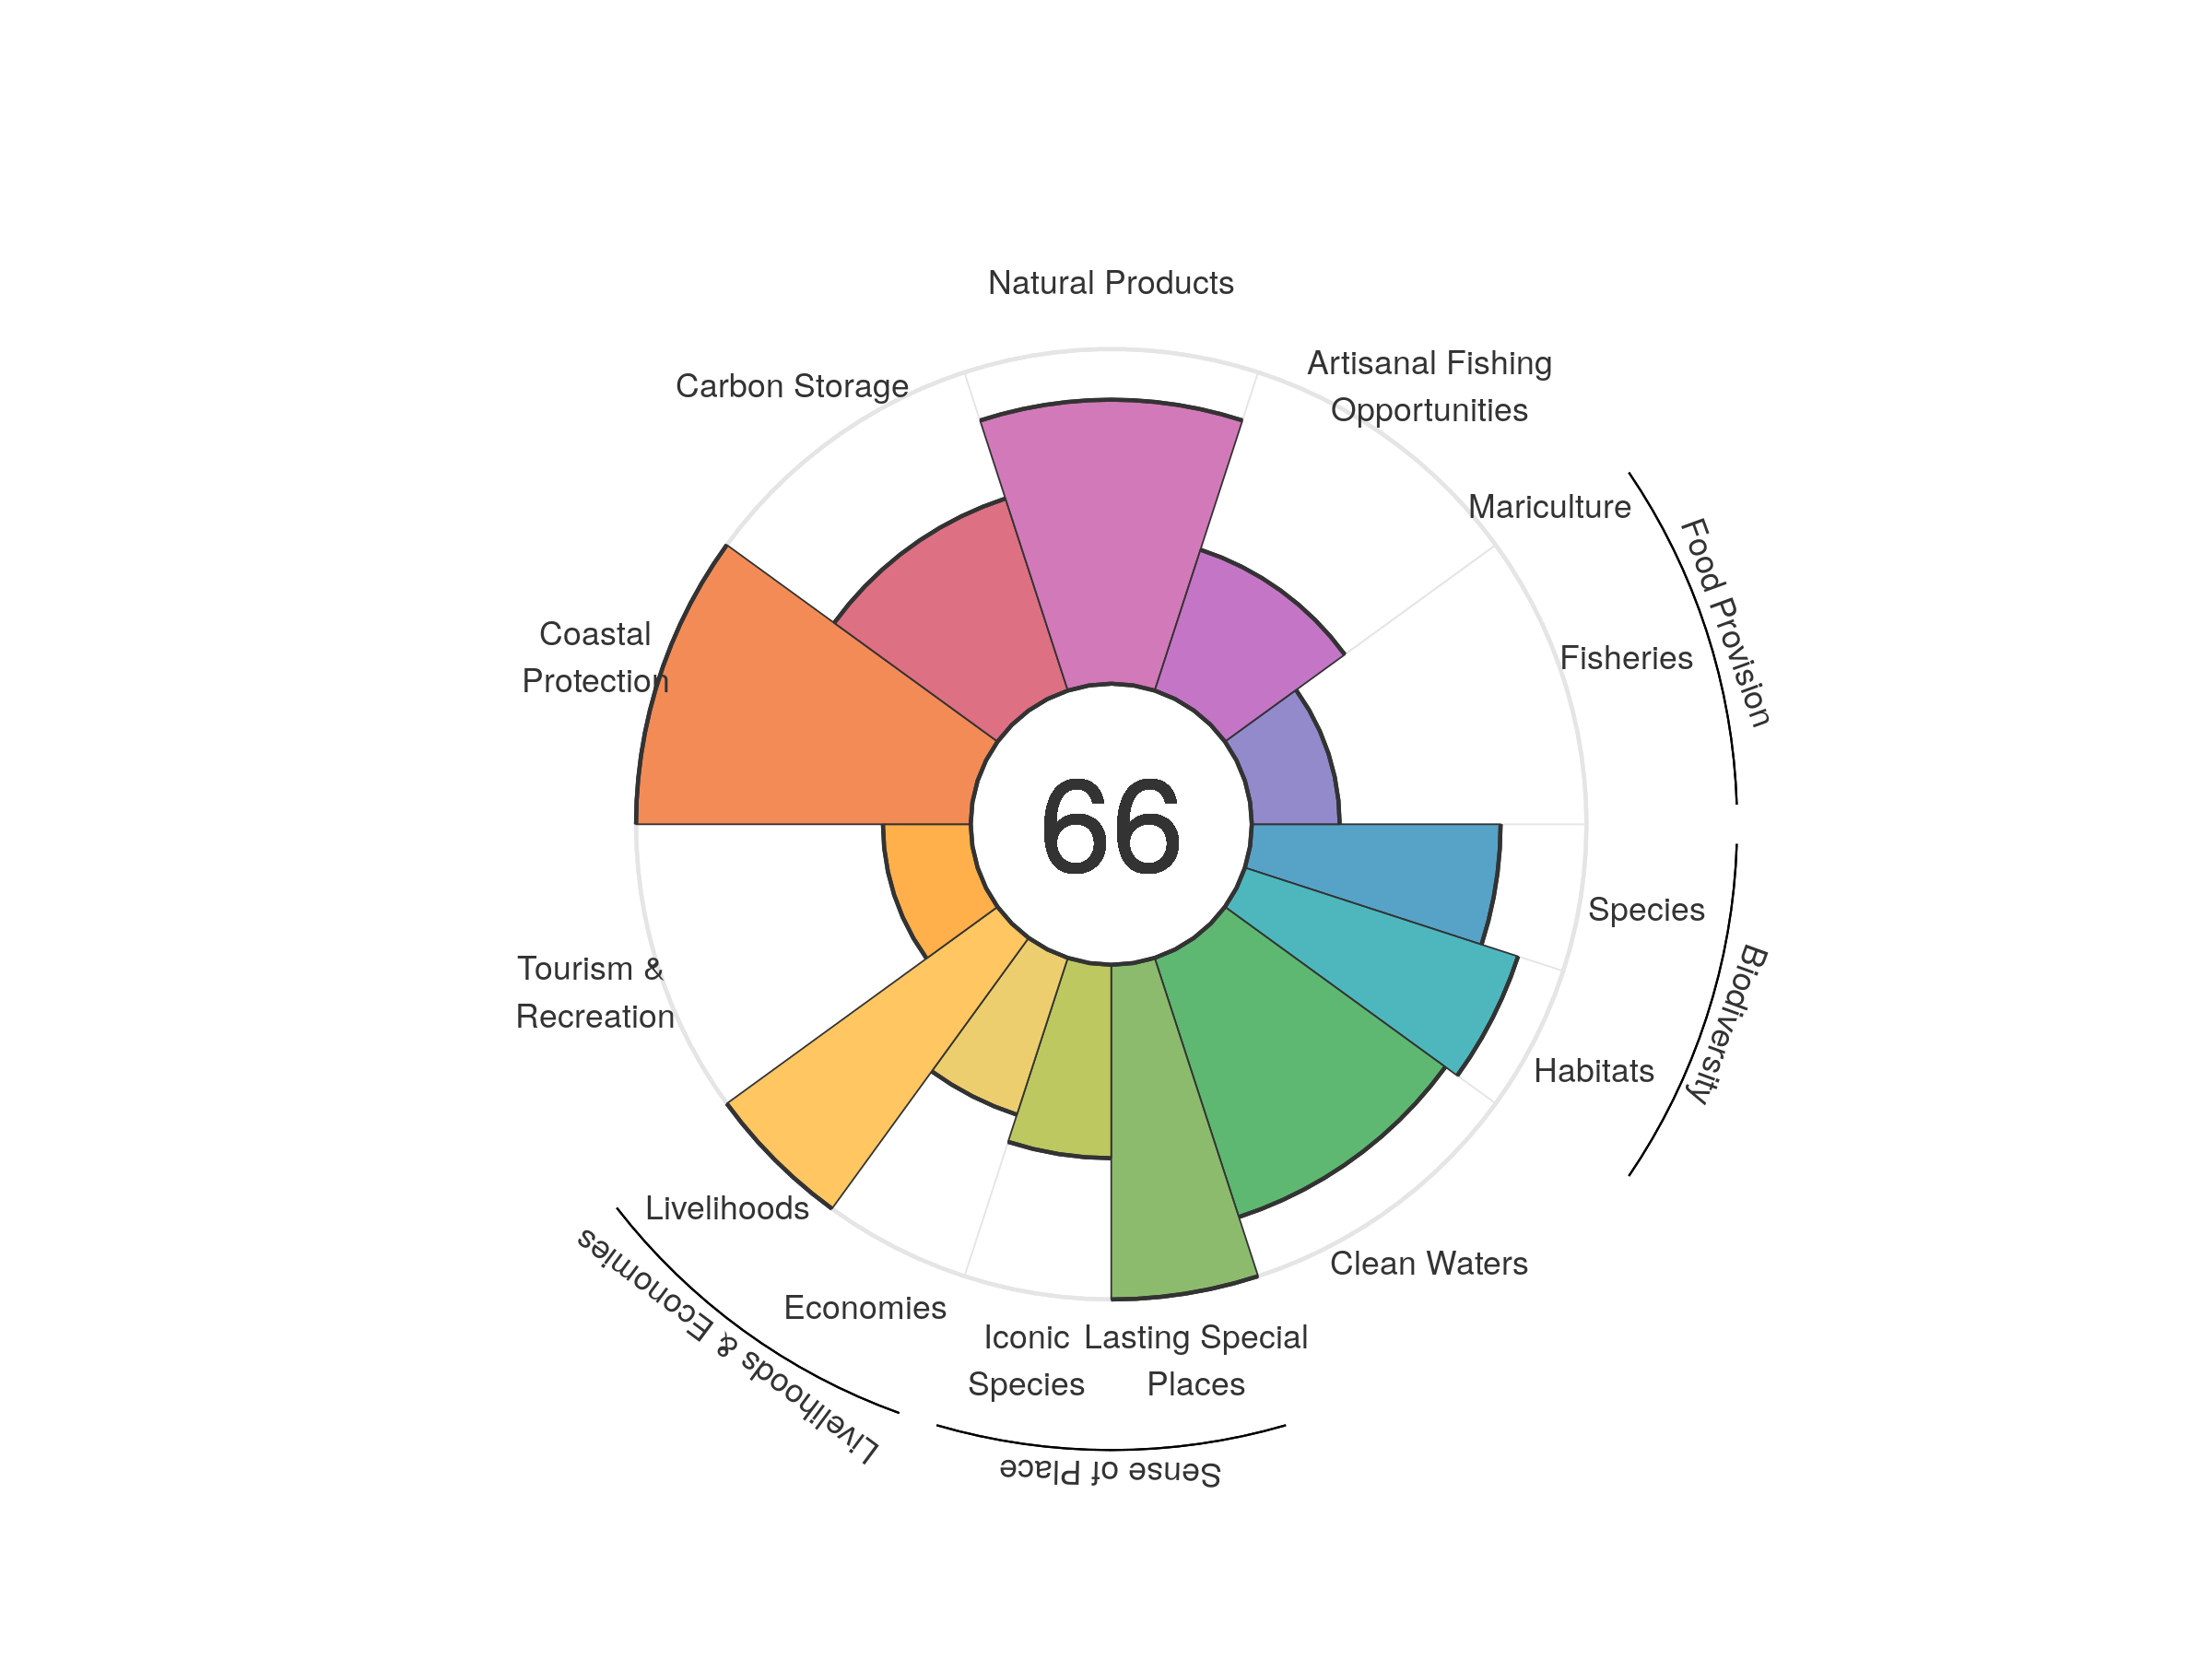 Natural Products
Artisanal Fishing
Opportunities
Carbon Storage
Mariculture
Food Provision
Fisheries
Coastal
Protection
66
Species
Biodiversity
Tourism &
Recreation
Habitats
Livelihoods
Clean Waters
Livelihoods & Economies
Economies
Iconic
Species
Lasting Special
Places
Sense of Place